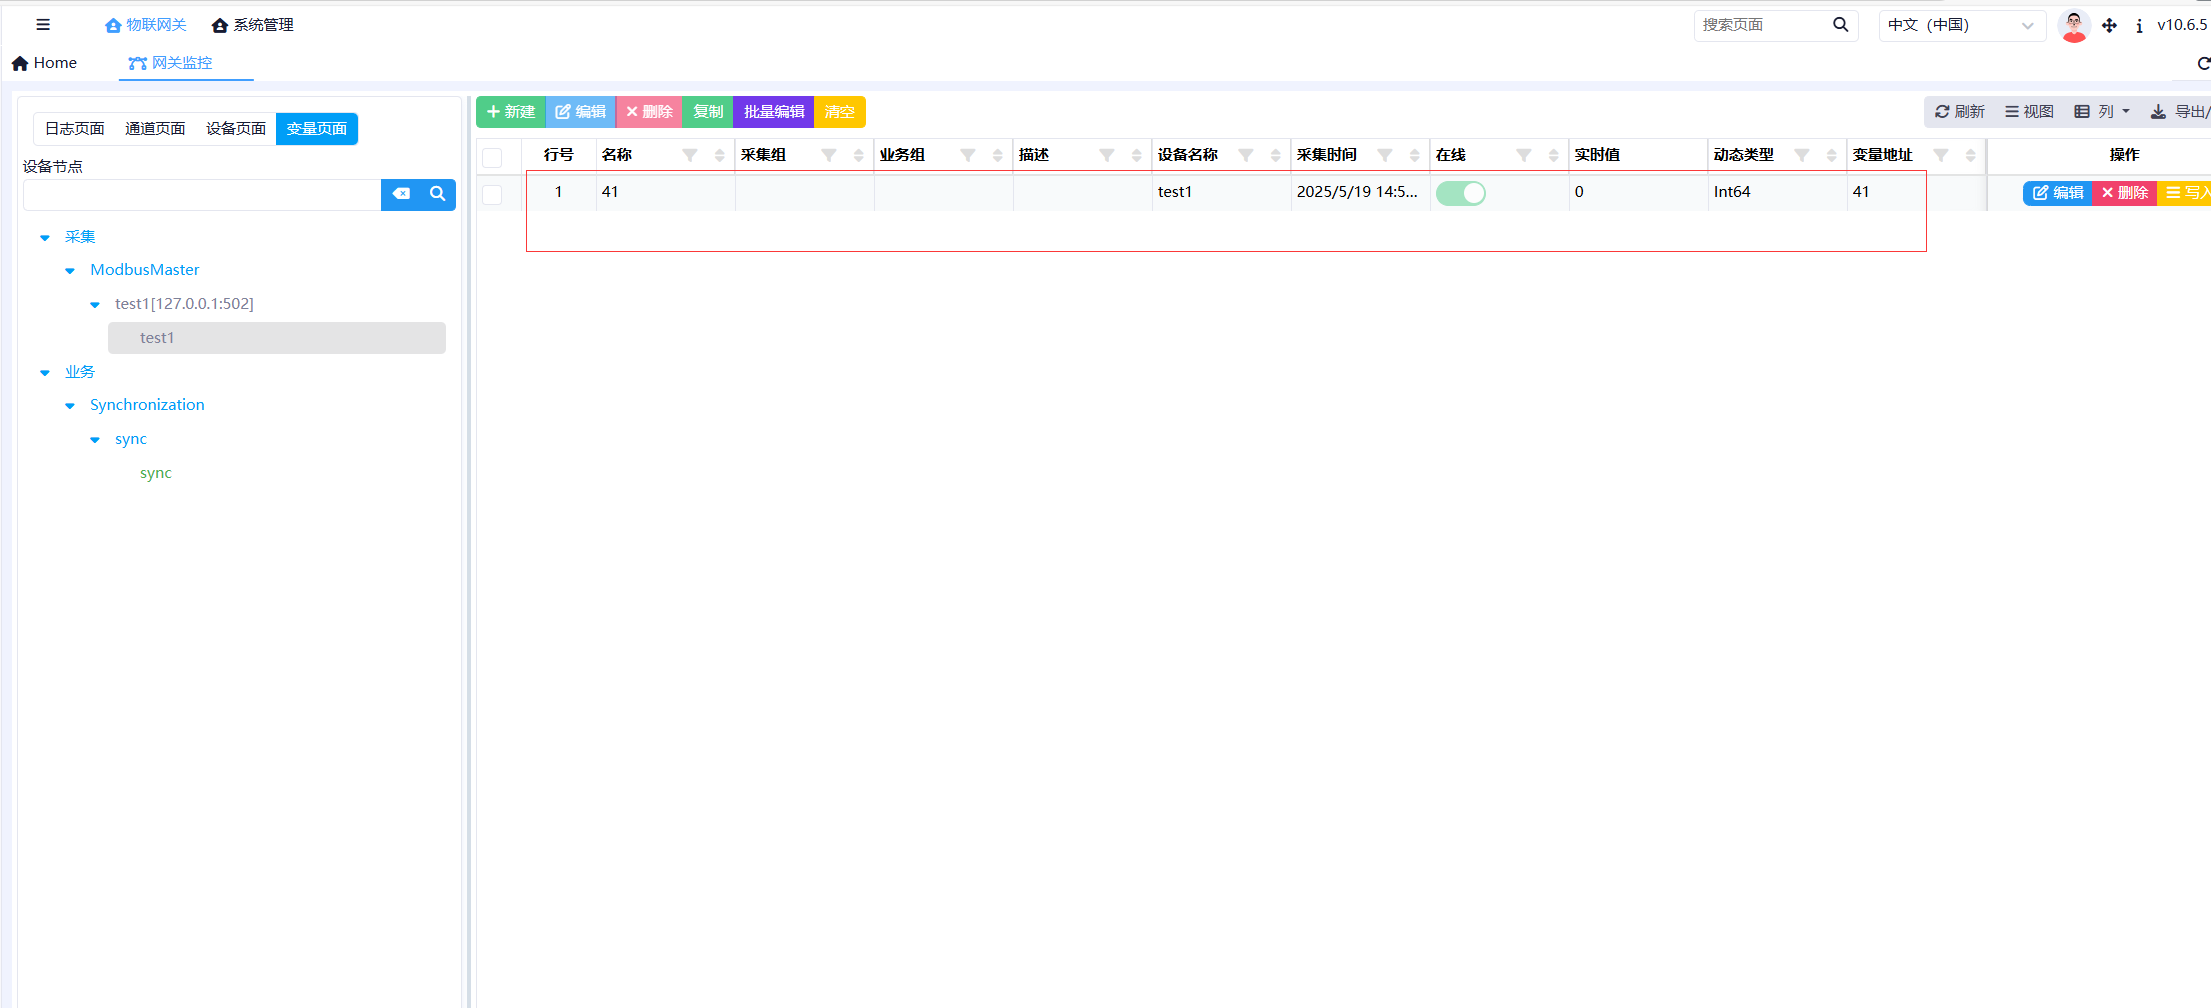 物联网关 系统管理 搜索页面 中文（中国） v10.6.5
Home 网关监控
日志页面 通道页面 设备页面 变量页面
设备节点
采集
ModbusMaster
test1[127.0.0.1:502]
test1
业务
Synchronization
sync
sync
新建 编辑 删除 复制 批量编辑 清空 刷新 视图 列 导出/
行号 名称 采集组 业务组 描述 设备名称 采集时间 在线 实时值 动态类型 变量地址 操作
1 41 test1 2025/5/19 14:5... 0 Int64 41 编辑 删除 写入